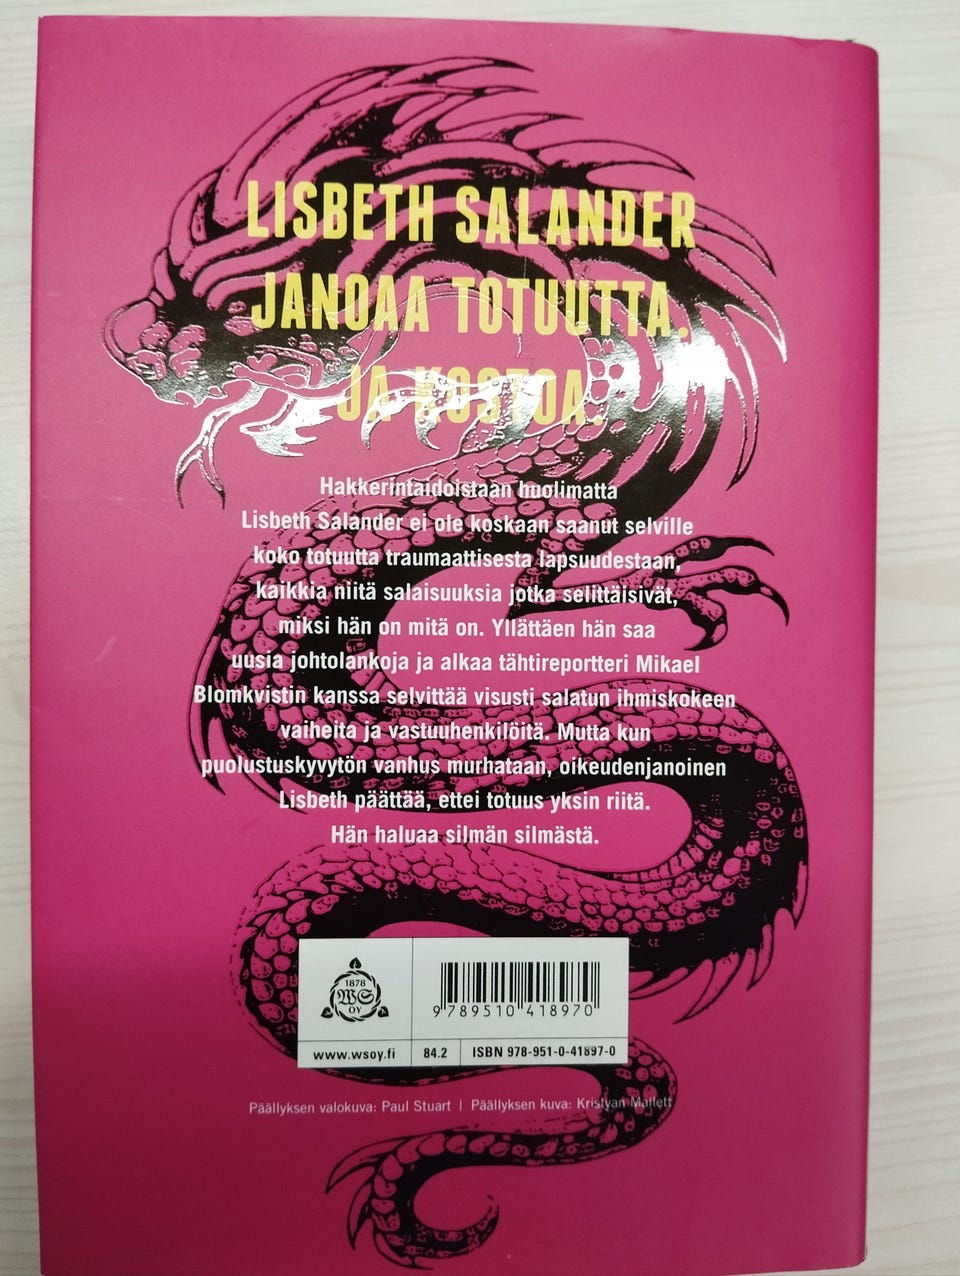 LISBETH SALANDER
JANOAA TOTUUTTA.
JA KOSTOA.
Hakkerintaidoistaan huolimatta
Lisbeth Salander ei ole koskaan saanut selville
koko totuutta traumaattisesta lapsuudestaan,
kaikkia niitä salaisuuksia jotka selittäisivät,
miksi hän on mitä on. Yllättäen hän saa
uusia johtolankoja ja alkaa tähtireportteri Mikael
Blomkvistin kanssa selvittää visusti salatun ihmiskokeen
vaiheita ja vastuuhenkilöitä. Mutta kun
puolustuskyvytön vanhus murhataan, oikeudenjanoinen
Lisbeth päättää, ettei totuus yksin riitä.
Hän haluaa silmän silmästä.
1878
WS
OY
9 789510 418970
www.wsoy.fi 84.2 ISBN 978-951-0-41897-0
Päällyksen valokuva: Paul Stuart | Päällyksen kuva: Kristyan Mallett